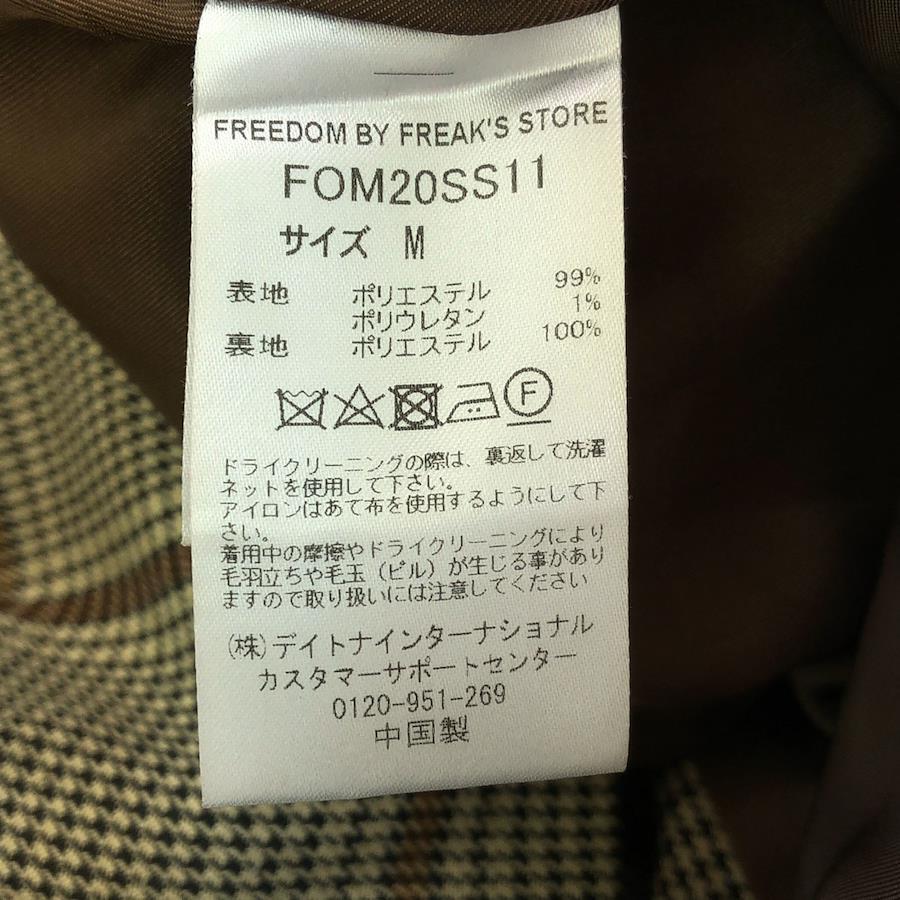 FREEDOM BY FREAK'S STORE
FOM20SS11
サイズ M
表地 ポリエステル 99%
ポリウレタン 1%
裏地 ポリエステル 100%
F
ドライクリーニングの際は、裏返して洗濯
ネットを使用して下さい。
アイロンはあて布を使用するようにして下
さい。
着用中の摩擦やドライクリーニングにより
毛羽立ちや毛玉（ピル）が生じる事があり
ますので取り扱いには注意してください
(株)デイトナインターナショナル
カスタマーサポートセンター
0120-951-269
中国製